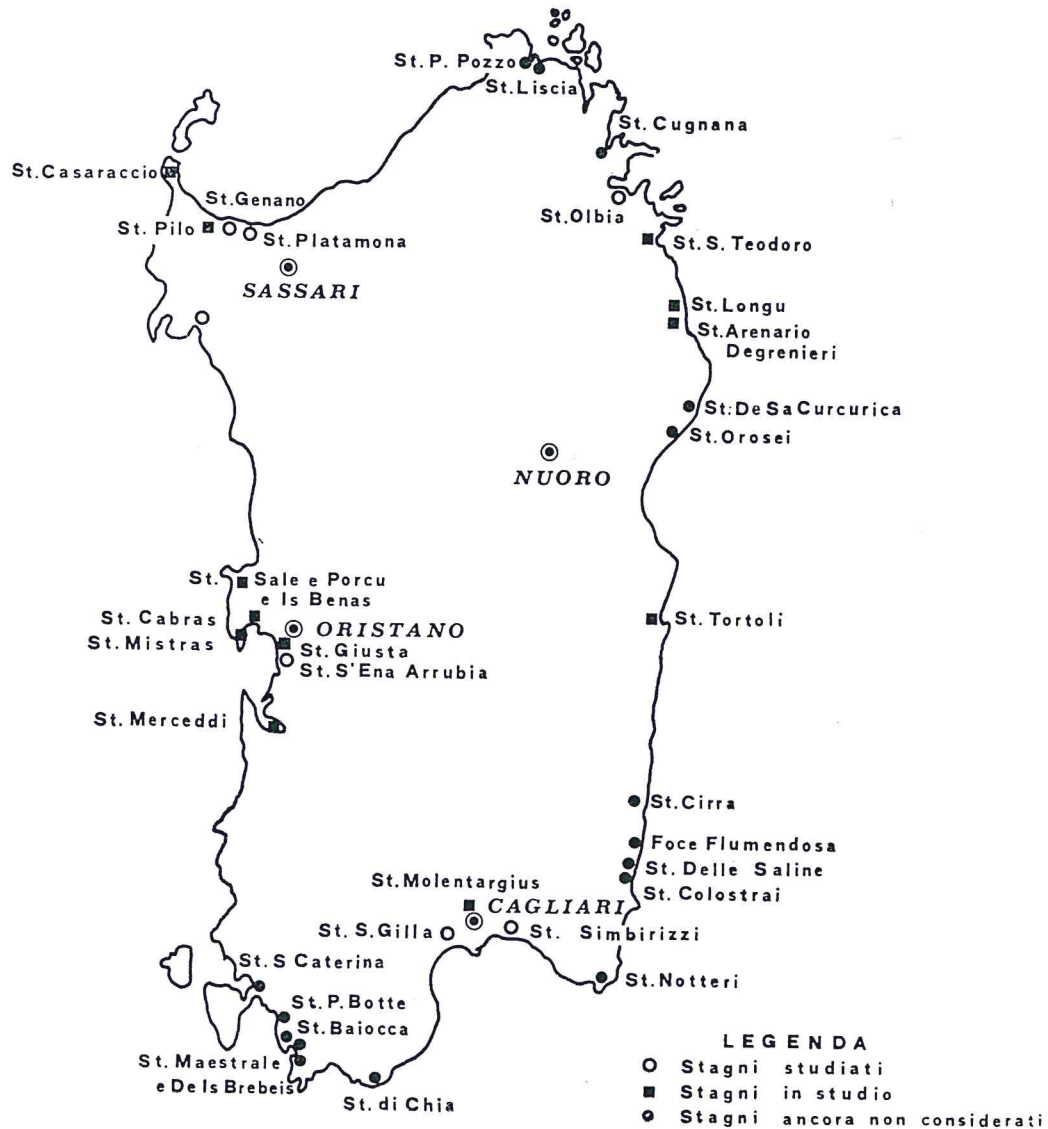 St. P. Pozzo
St. Liscia
St. Cugnana
St. Casaraccio
St. Genano
St. Olbia
St. Pilo
St. Platamona
St. S. Teodoro
SASSARI
St. Longu
St. Arenario
Degrenieri
St: De Sa Curcurica
St. Orosei
NUORO
St. Sale e Porcu
e Is Benas
St. Cabras
ORISTANO
St. Mistras
St. Giusta
St. S'Ena Arrubia
St. Tortoli
St. Merceddi
St. Cirra
Foce Flumendosa
St. Delle Saline
St. Colostrai
St. Molentargius
CAGLIARI
St. S. Gilla
St. Simbirizzi
St. S Caterina
St. Notteri
St. P. Botte
St. Baiocca
St. Maestrale
e De Is Brebeis
St. di Chia
LEGENDA
Stagni studiati
Stagni in studio
Stagni ancora non considerati